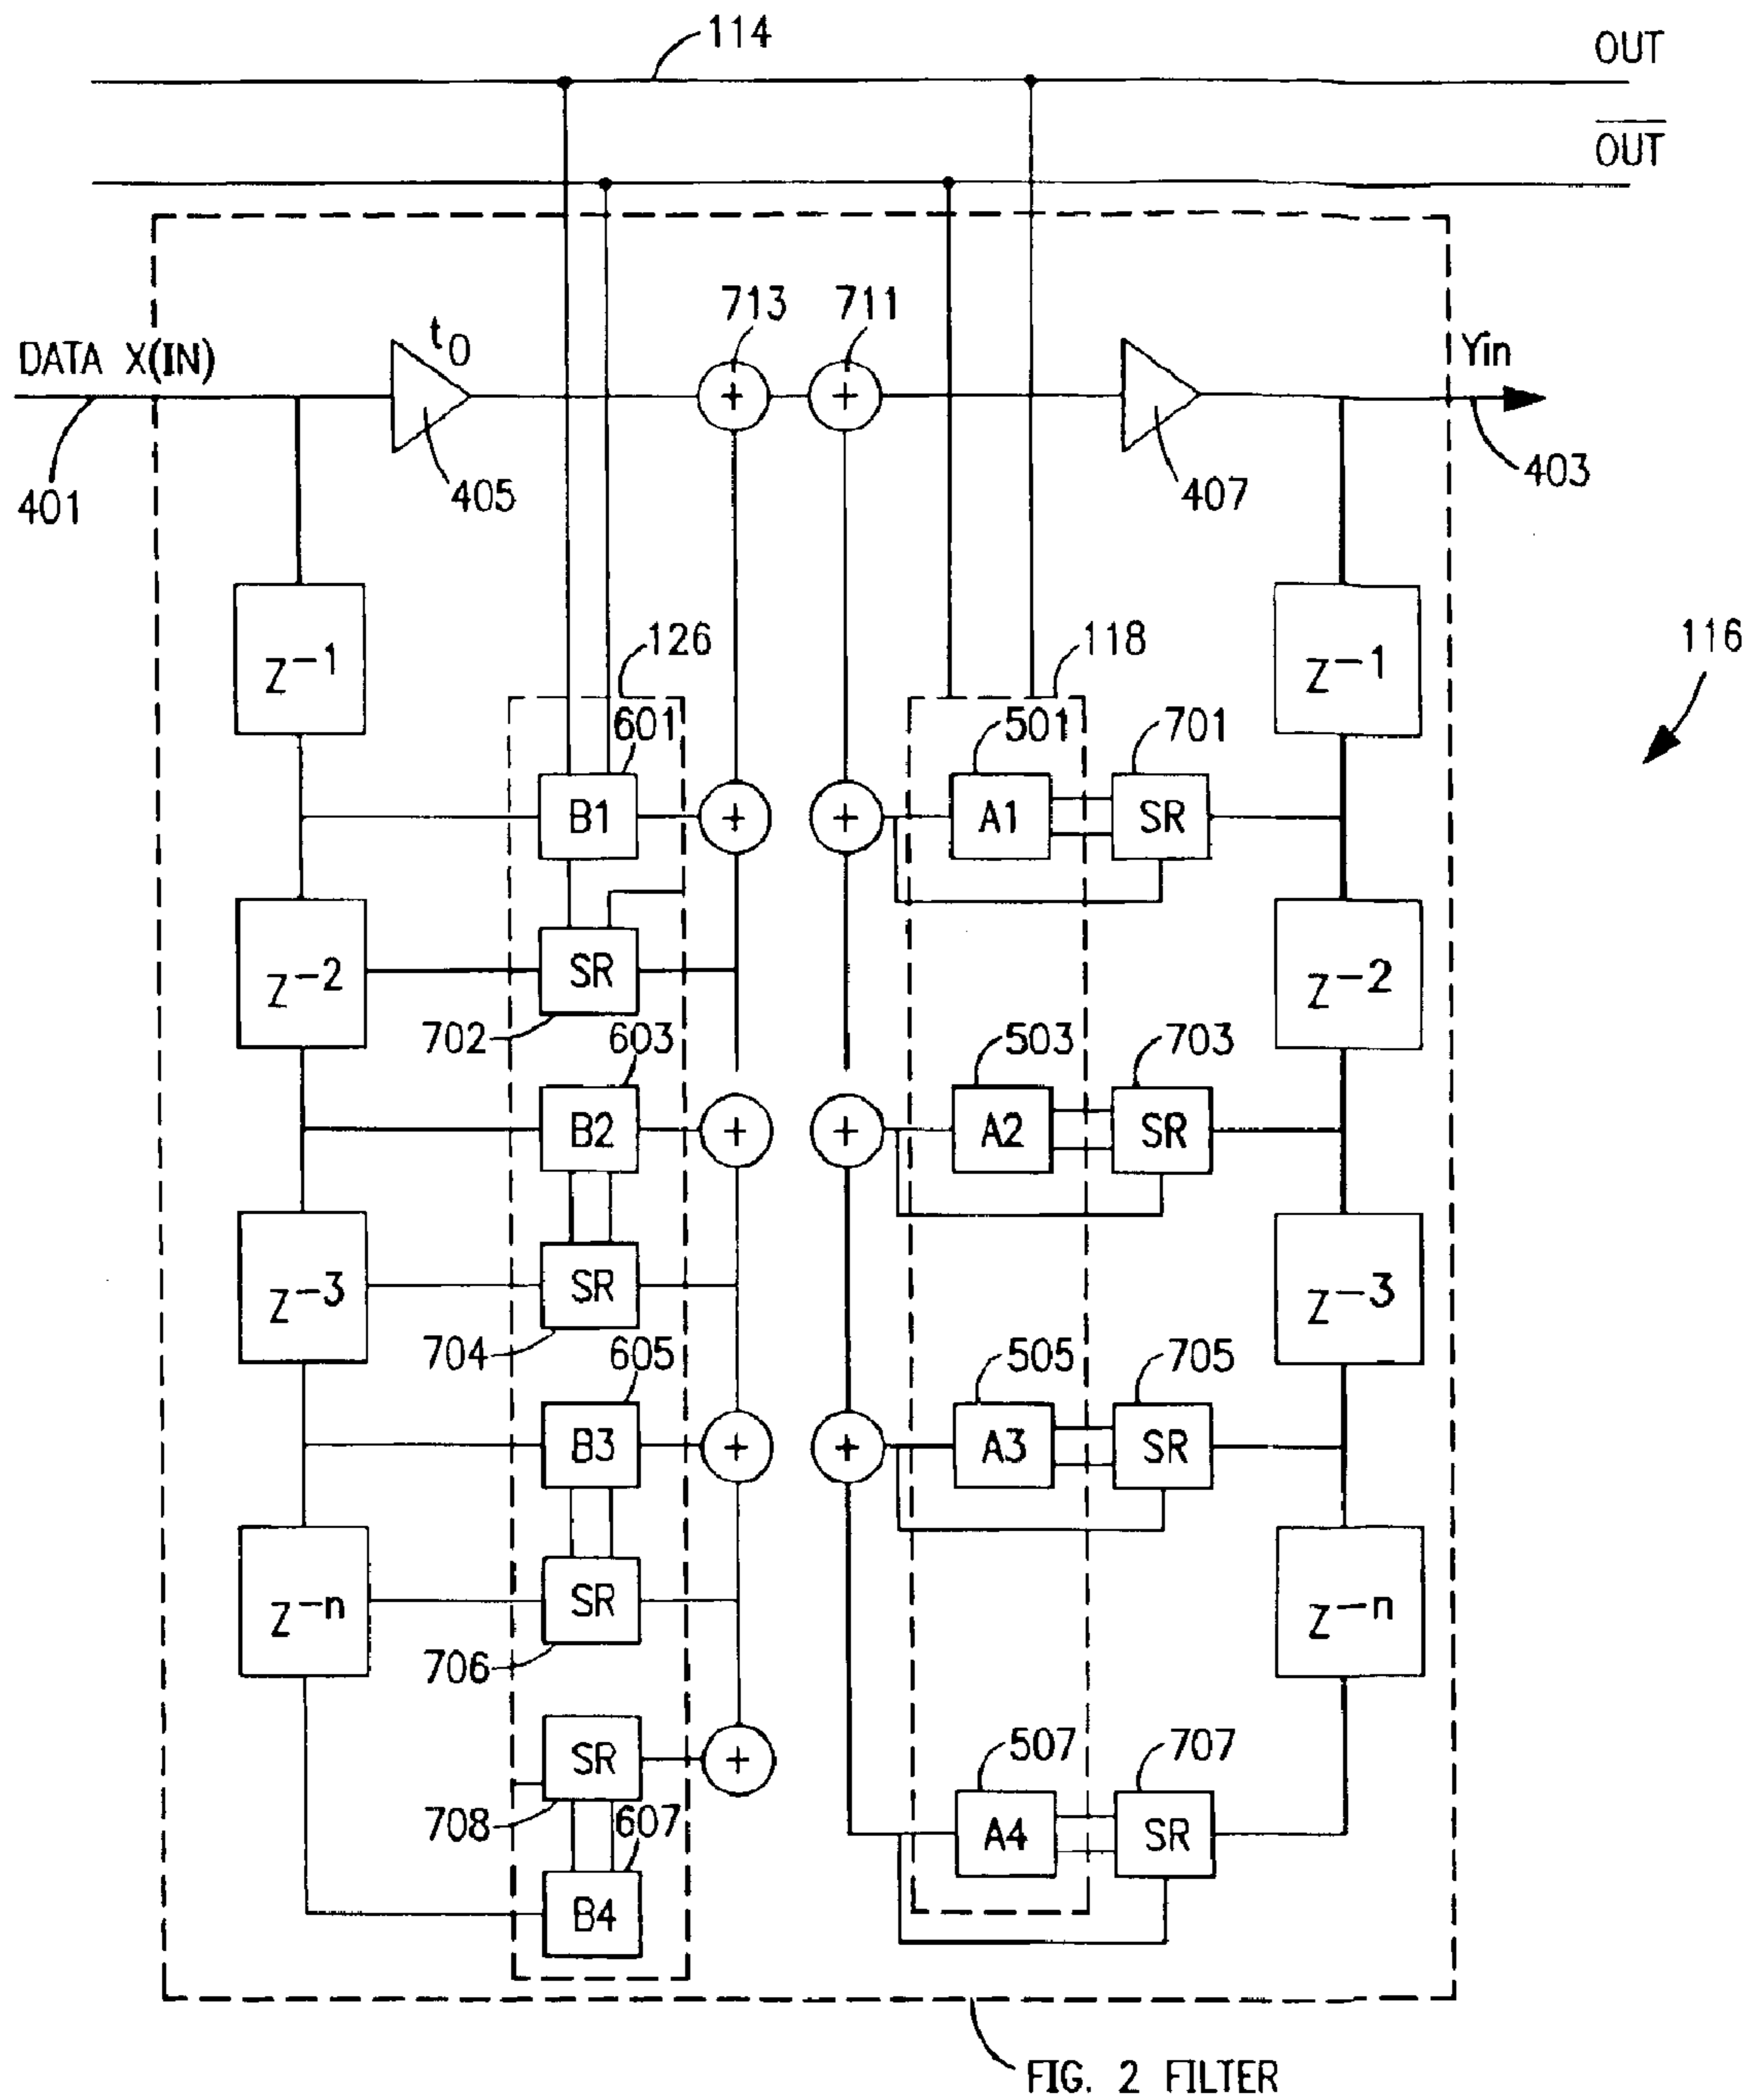 114
OUT
OUT
713
711
t0
DATA X(IN)
Yin
401
405
407
403
+
+
116
126
118
Z−1
601
501
701
Z−1
B1
+
+
A1
SR
Z−2
SR
Z−2
702
603
503
703
B2
+
+
A2
SR
Z−3
SR
Z−3
704
605
505
705
B3
+
+
A3
SR
Z−n
SR
Z−n
706
507
707
SR
+
708
607
A4
SR
B4
FIG. 2 FILTER